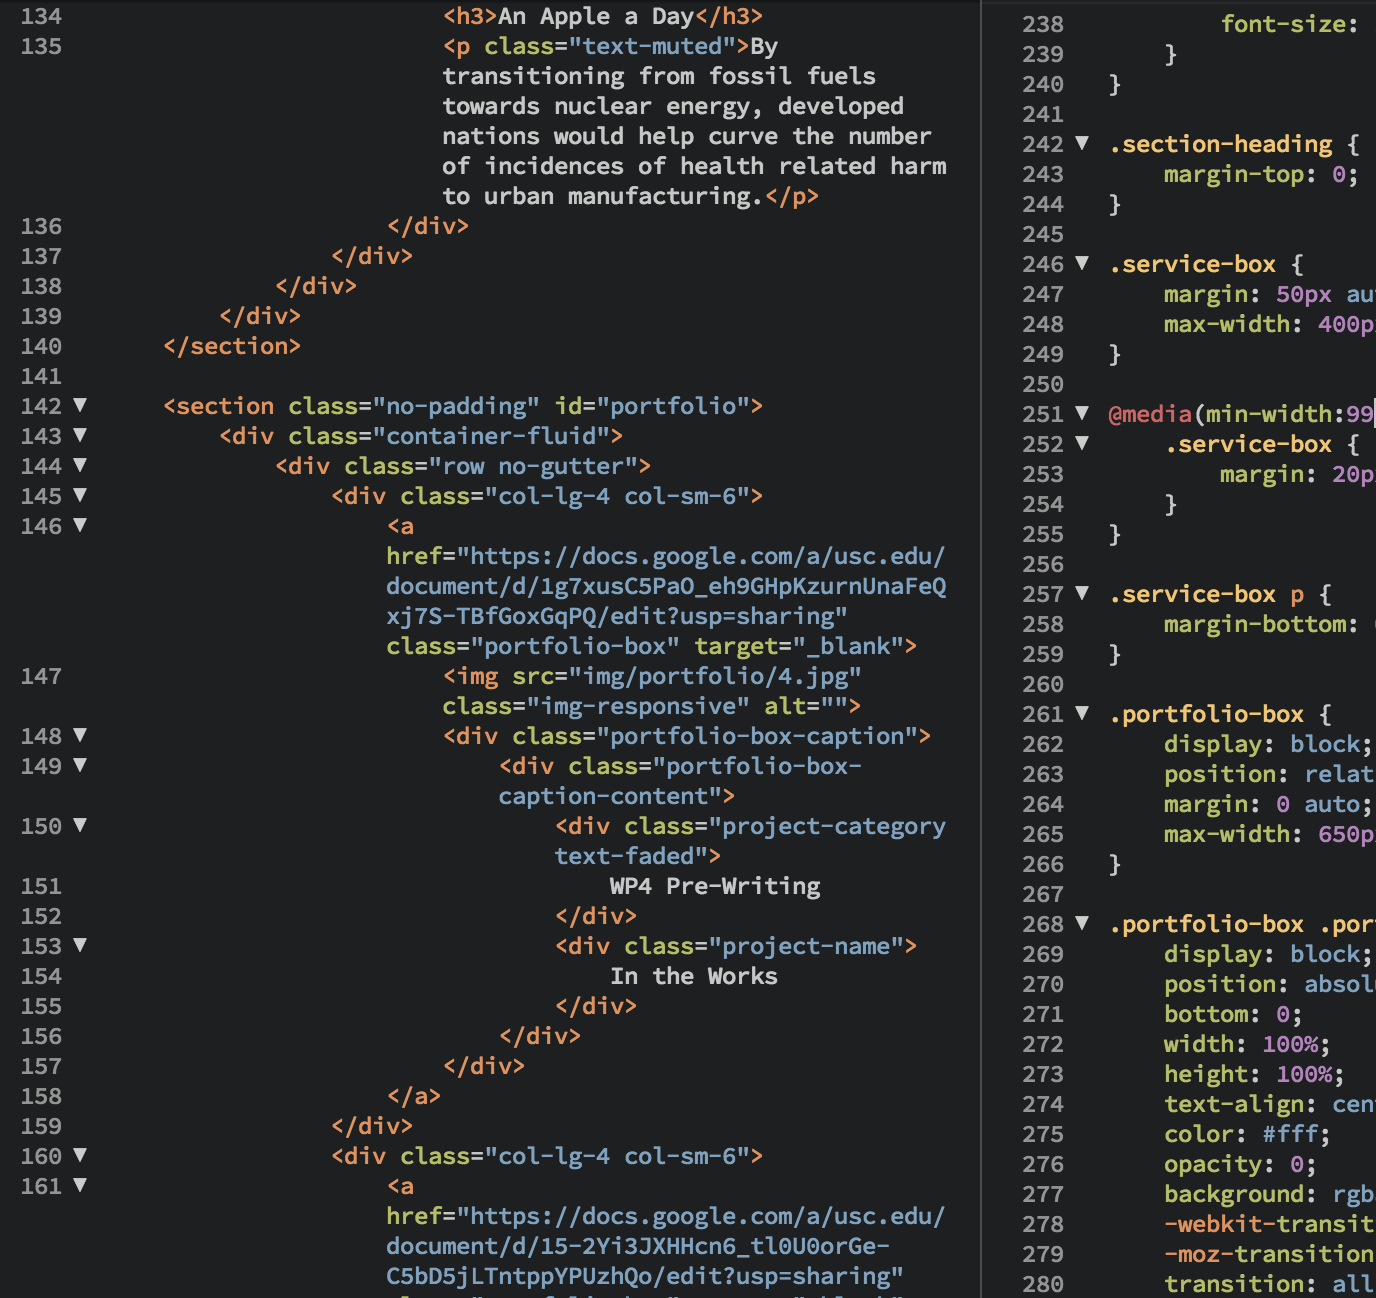 134 <h3>An Apple a Day</h3>
135 <p class="text-muted">By
transitioning from fossil fuels
towards nuclear energy, developed
nations would help curve the number
of incidences of health related harm
to urban manufacturing.</p>
136 </div>
137 </div>
138 </div>
139 </div>
140 </section>
141
142 ▼ <section class="no-padding" id="portfolio">
143 ▼ <div class="container-fluid">
144 ▼ <div class="row no-gutter">
145 ▼ <div class="col-lg-4 col-sm-6">
146 ▼ <a
href="https://docs.google.com/a/usc.edu/
document/d/1g7xusC5PaO_eh9GHpKzurnUnaFeQ
xj7S-TBfGoxGqPQ/edit?usp=sharing"
class="portfolio-box" target="_blank">
147 <img src="img/portfolio/4.jpg"
class="img-responsive" alt="">
148 ▼ <div class="portfolio-box-caption">
149 ▼ <div class="portfolio-box-
caption-content">
150 ▼ <div class="project-category
text-faded">
151 WP4 Pre-Writing
152 </div>
153 ▼ <div class="project-name">
154 In the Works
155 </div>
156 </div>
157 </div>
158 </a>
159 </div>
160 ▼ <div class="col-lg-4 col-sm-6">
161 ▼ <a
href="https://docs.google.com/a/usc.edu/
document/d/15-2Yi3JXHHcn6_tl0U0orGe-
C5bD5jLTntppYPUzhQo/edit?usp=sharing"
238 font-size:
239 }
240 }
241
242 ▼ .section-heading {
243 margin-top: 0;
244 }
245
246 ▼ .service-box {
247 margin: 50px au
248 max-width: 400p
249 }
250
251 ▼ @media(min-width:99
252 ▼ .service-box {
253 margin: 20p
254 }
255 }
256
257 ▼ .service-box p {
258 margin-bottom:
259 }
260
261 ▼ .portfolio-box {
262 display: block;
263 position: relat
264 margin: 0 auto;
265 max-width: 650p
266 }
267
268 ▼ .portfolio-box .por
269 display: block;
270 position: absol
271 bottom: 0;
272 width: 100%;
273 height: 100%;
274 text-align: cen
275 color: #fff;
276 opacity: 0;
277 background: rgb
278 -webkit-transit
279 -moz-transition
280 transition: all